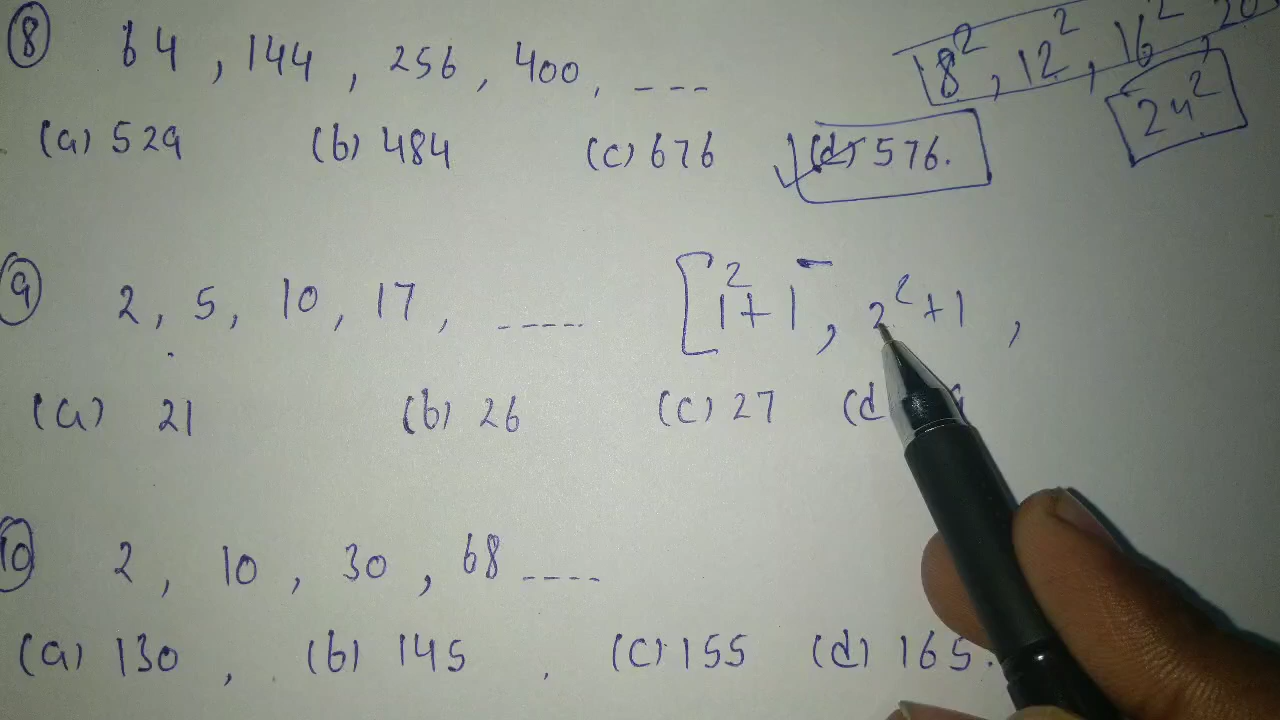 8 64 , 144 , 256 , 400 , ---
8² , 12² , 16² 20
24²
(a) 529 (b) 484 (c) 676 (d) 576.
9 2 , 5 , 10 , 17 , -----
[ 1² + 1 , 2² + 1 ,
(a) 21 (b) 26 (c) 27 (d
10 2 , 10 , 30 , 68 ----
(a) 130 , (b) 145 , (c) 155 (d) 165.